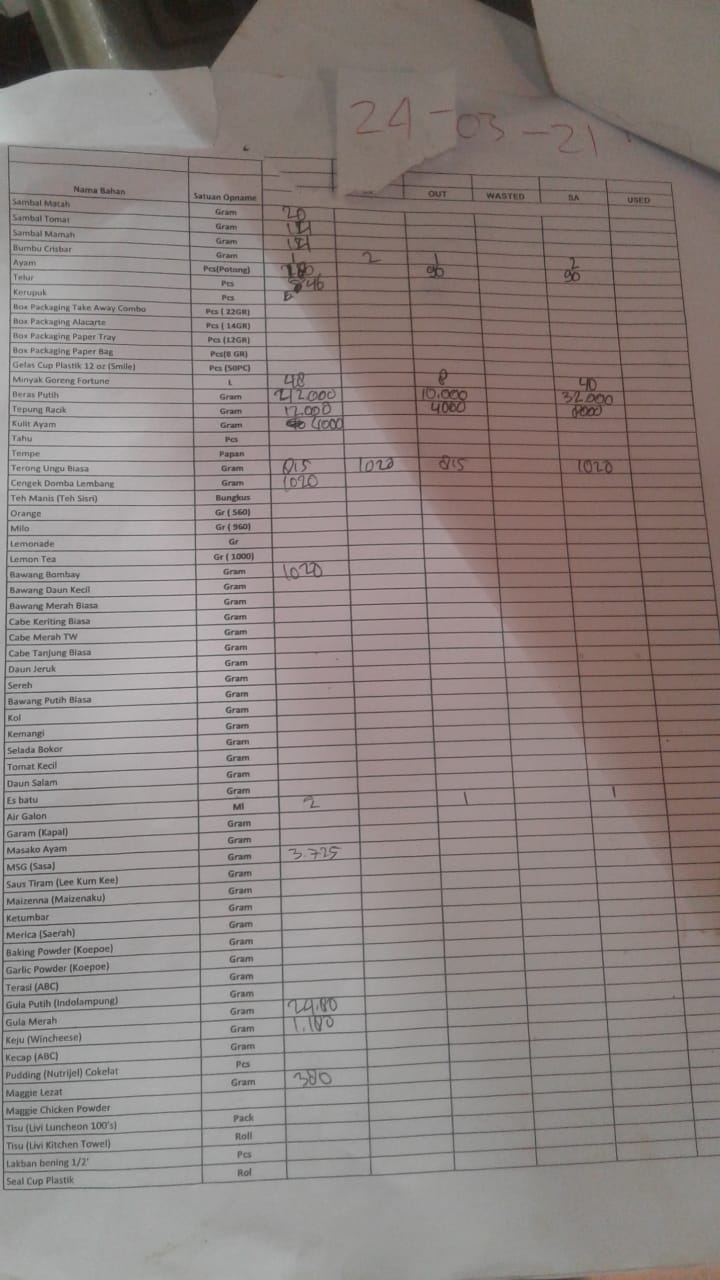 24-03-21
Nama Bahan Satuan Opname OUT WASTED SA USED
Sambal Matah Gram 20
Sambal Tomat Gram
Sambal Mamah Gram
Bumbu Crisbar Gram 1 2 1 2
Ayam Pcs(Potong) 90 90
Telur Pcs 46
Kerupuk Pcs
Box Packaging Take Away Combo Pcs ( 22GR)
Box Packaging Alacarte Pcs ( 14GR)
Box Packaging Paper Tray Pcs (12GR)
Box Packaging Paper Bag Pcs(8 GR)
Gelas Cup Plastik 12 oz (Smile) Pcs (50PC)
Minyak Goreng Fortune L 48 8 40
Beras Putih Gram 10.000 32.000
Tepung Racik Gram 12.000 4000 8000
Kulit Ayam Gram 4000
Tahu Pcs
Tempe Papan
Terong Ungu Biasa Gram 815 1020 815 1020
Cengek Domba Lembang Gram 1020
Teh Manis (Teh Sisri) Bungkus
Orange Gr ( 560)
Milo Gr ( 960)
Lemonade Gr
Lemon Tea Gr ( 1000)
Bawang Bombay Gram 1020
Bawang Daun Kecil Gram
Bawang Merah Biasa Gram
Cabe Keriting Biasa Gram
Cabe Merah TW Gram
Cabe Tanjung Biasa Gram
Daun Jeruk Gram
Sereh Gram
Bawang Putih Biasa Gram
Kol Gram
Kemangi Gram
Selada Bokor Gram
Tomat Kecil Gram
Daun Salam Gram
Es batu Gram
Air Galon Ml 2 1 1
Garam (Kapal) Gram
Masako Ayam Gram
MSG (Sasa) Gram 3.725
Saus Tiram (Lee Kum Kee) Gram
Maizenna (Maizenaku) Gram
Ketumbar Gram
Merica (Saerah) Gram
Baking Powder (Koepoe) Gram
Garlic Powder (Koepoe) Gram
Terasi (ABC) Gram
Gula Putih (Indolampung) Gram
Gula Merah Gram 24.80
Keju (Wincheese) Gram 1.180
Kecap (ABC) Gram
Pudding (Nutrijel) Cokelat Pcs
Maggie Lezat Gram 380
Maggie Chicken Powder
Tisu (Livi Luncheon 100's) Pack
Tisu (Livi Kitchen Towel) Roll
Lakban bening 1/2' Pcs
Seal Cup Plastik Rol